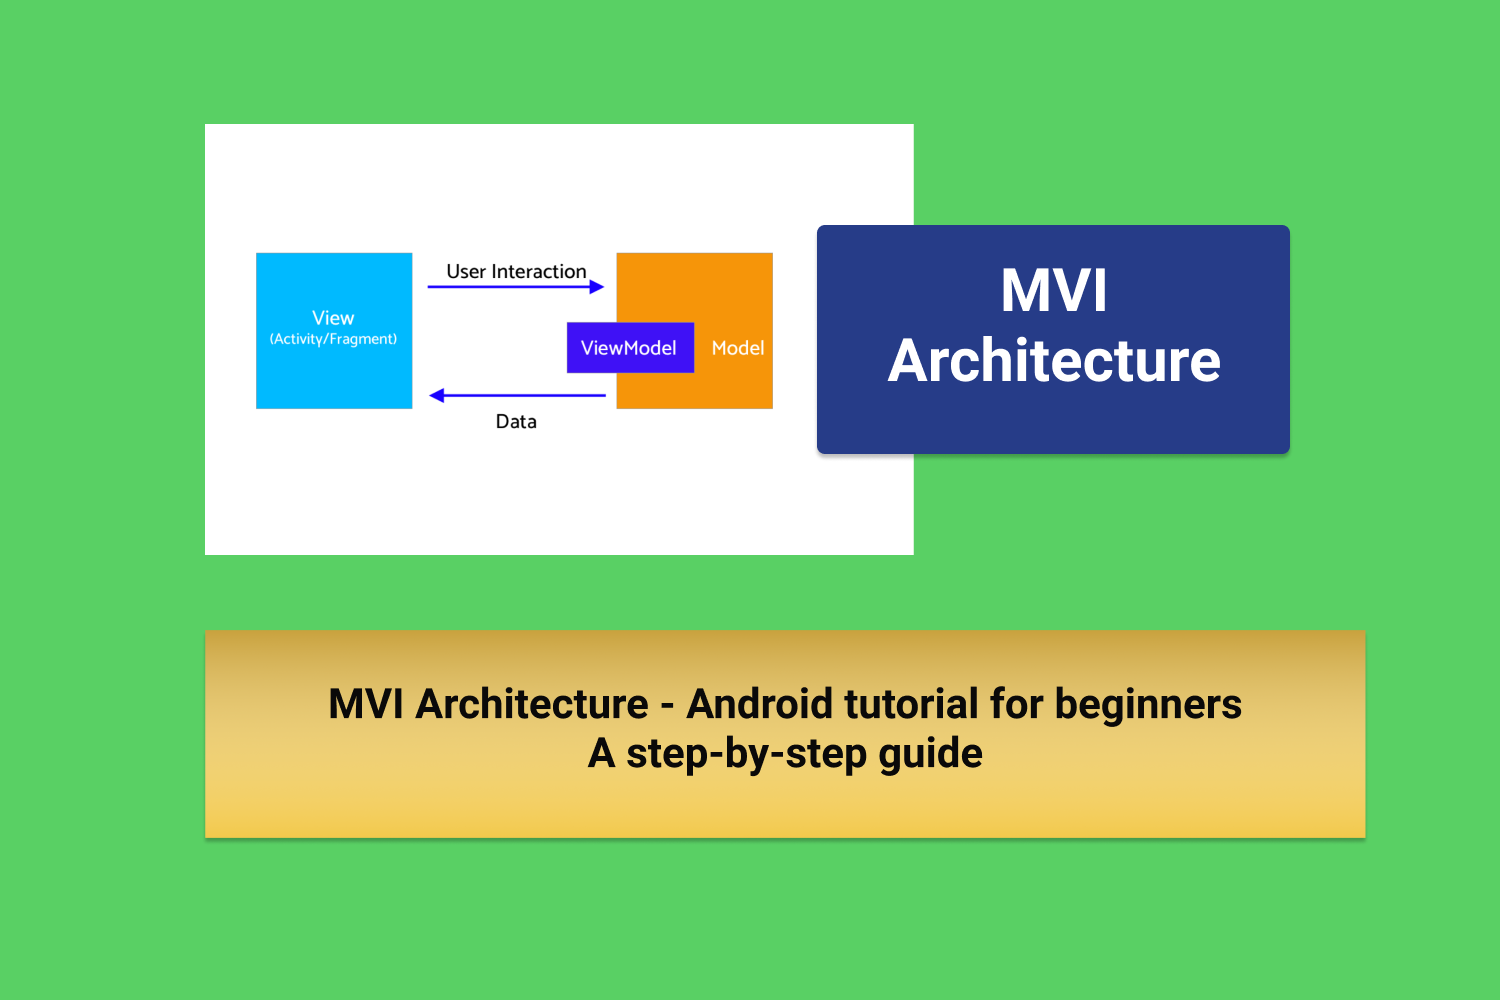 User Interaction
View
(Activity/Fragment)
ViewModel
Model
Data
MVI
Architecture
MVI Architecture - Android tutorial for beginners
A step-by-step guide